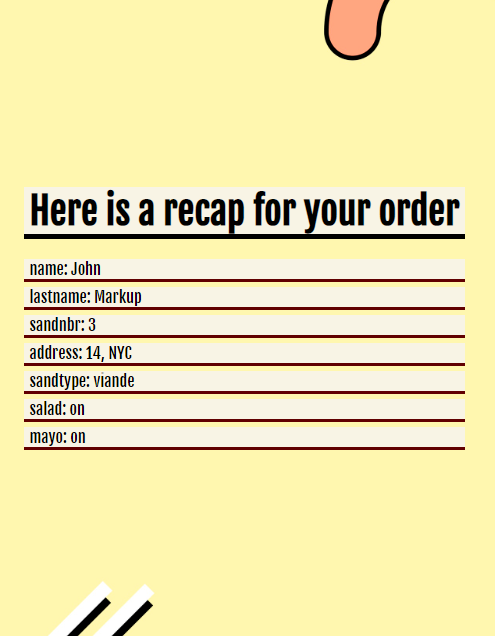 Here is a recap for your order
name: John
lastname: Markup
sandnbr: 3
address: 14, NYC
sandtype: viande
salad: on
mayo: on